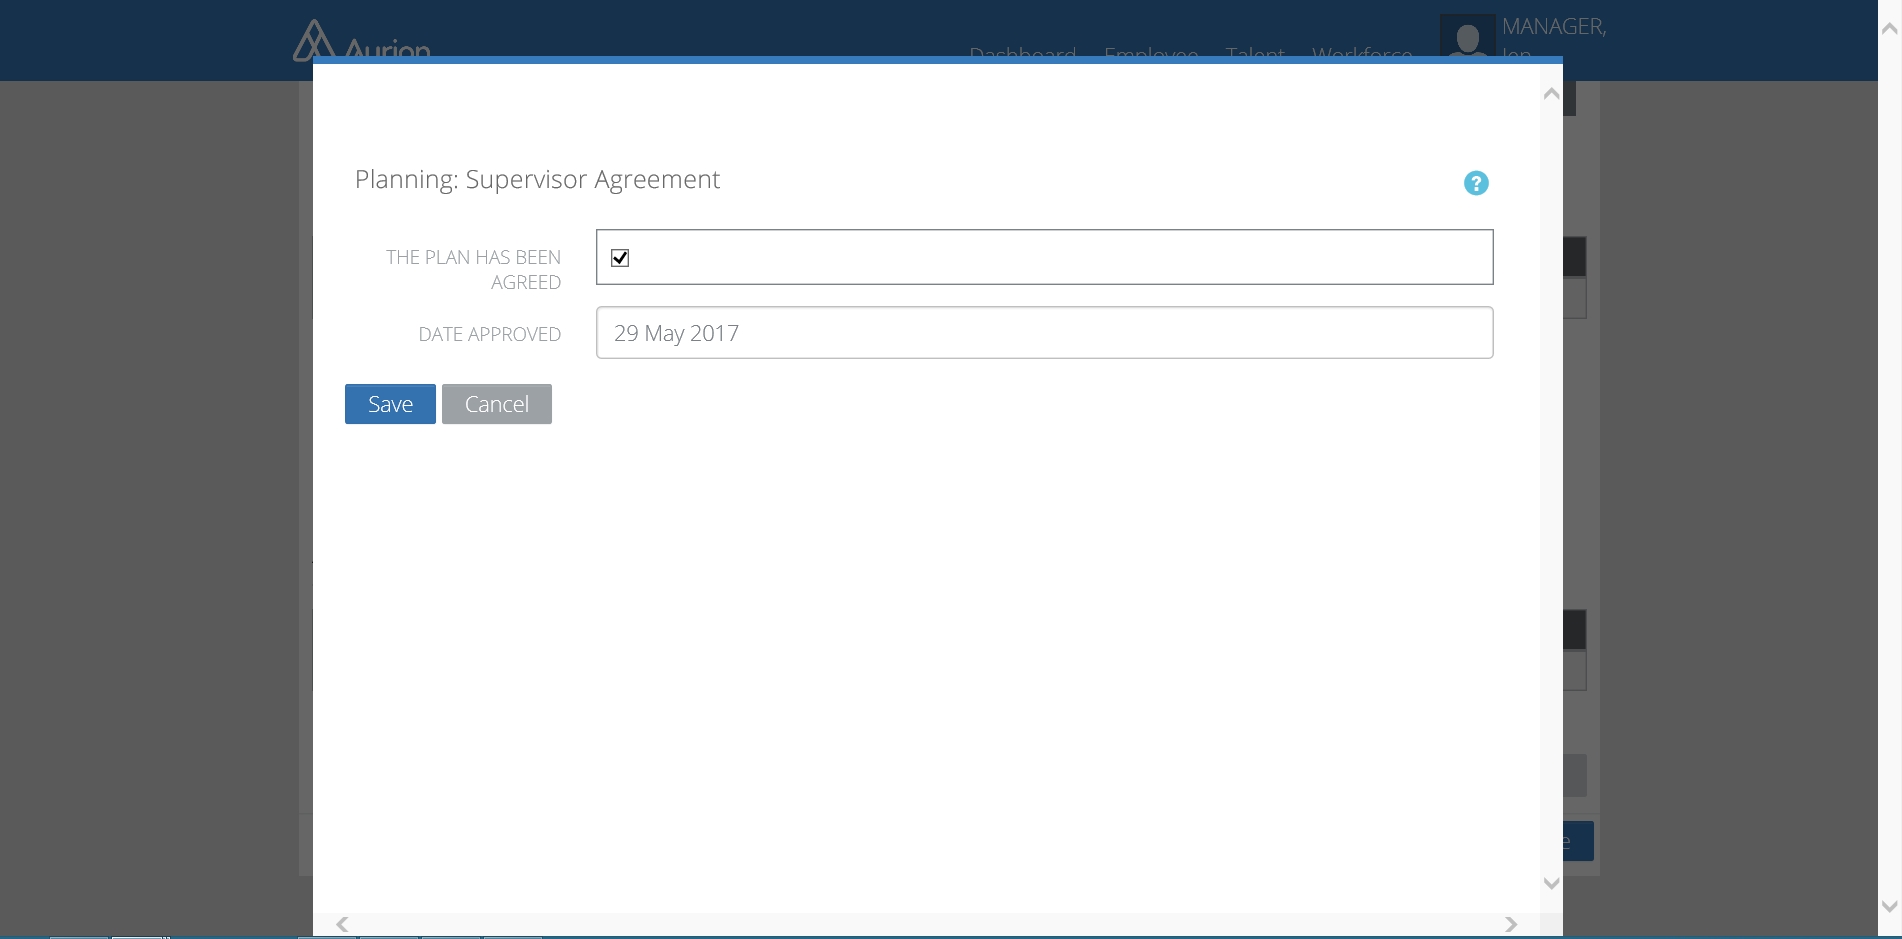 Aurion
Dashboard Employee Talent Workforce
MANAGER,
Jen
Planning: Supervisor Agreement
?
THE PLAN HAS BEEN
AGREED
DATE APPROVED
29 May 2017
Save Cancel
e